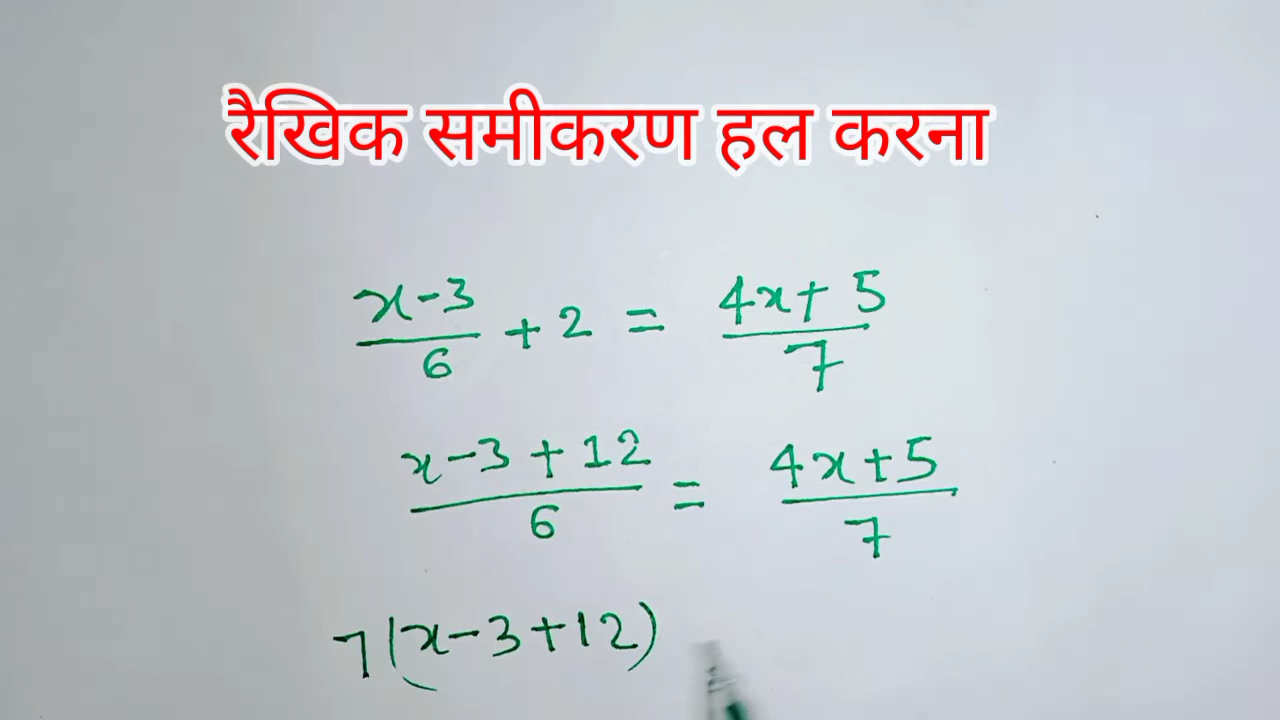 रैखिक समीकरण हल करना
x-3/6 + 2 = 4x+5/7
x-3+12/6 = 4x+5/7
7(x-3+12)